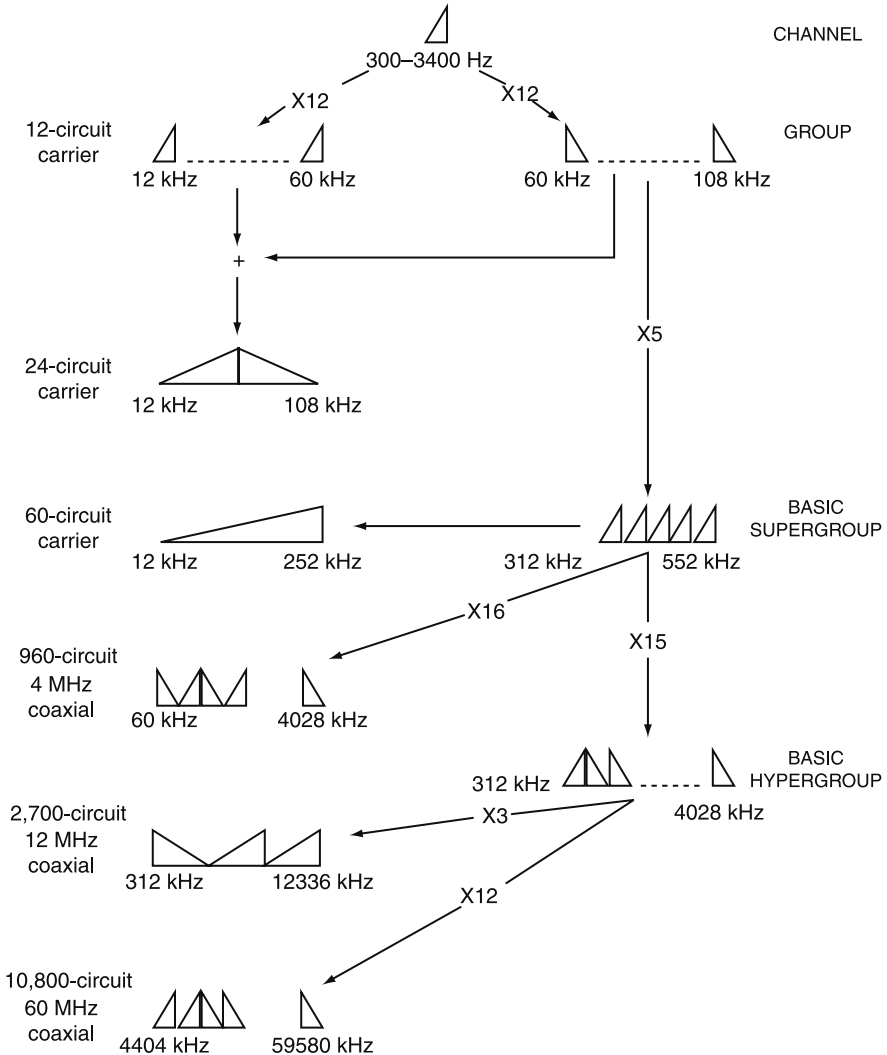 CHANNEL
300–3400 Hz
X12
X12
12-circuit
carrier
GROUP
12 kHz
60 kHz
60 kHz
108 kHz
+
X5
24-circuit
carrier
12 kHz
108 kHz
60-circuit
carrier
BASIC
SUPERGROUP
12 kHz
252 kHz
312 kHz
552 kHz
X16
X15
960-circuit
4 MHz
coaxial
60 kHz
4028 kHz
BASIC
HYPERGROUP
312 kHz
4028 kHz
X3
2,700-circuit
12 MHz
coaxial
312 kHz
12336 kHz
X12
10,800-circuit
60 MHz
coaxial
4404 kHz
59580 kHz